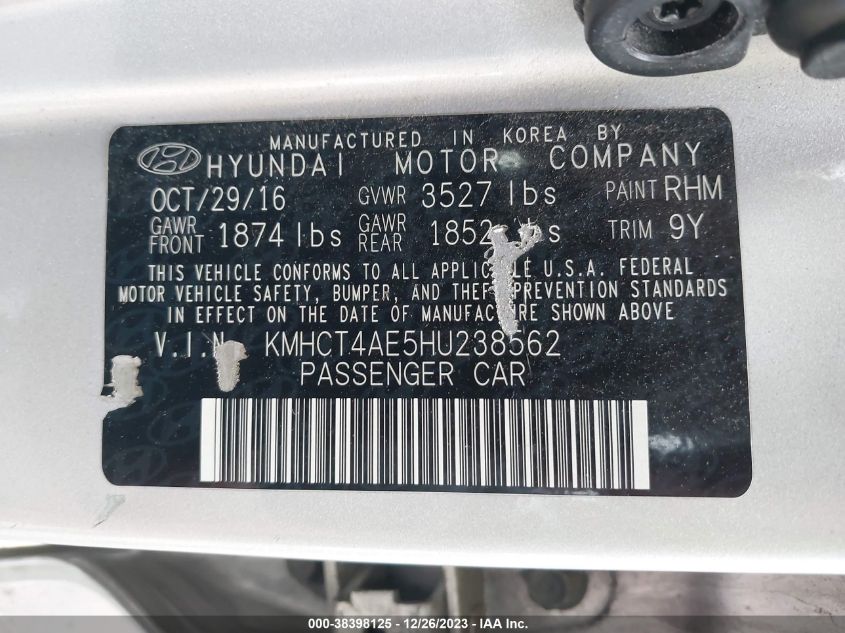 MANUFACTURED IN KOREA BY
HYUNDAI MOTOR COMPANY
OCT/29/16 GVWR 3527 lbs PAINT RHM
GAWR FRONT 1874 lbs GAWR REAR 1852 lbs TRIM 9Y
THIS VEHICLE CONFORMS TO ALL APPLICABLE U.S.A. FEDERAL
MOTOR VEHICLE SAFETY, BUMPER, AND THEFT PREVENTION STANDARDS
IN EFFECT ON THE DATE OF MANUFACTURE SHOWN ABOVE
V.I.N KMHCT4AE5HU238562
PASSENGER CAR
000-38398125 - 12/26/2023 - IAA Inc.